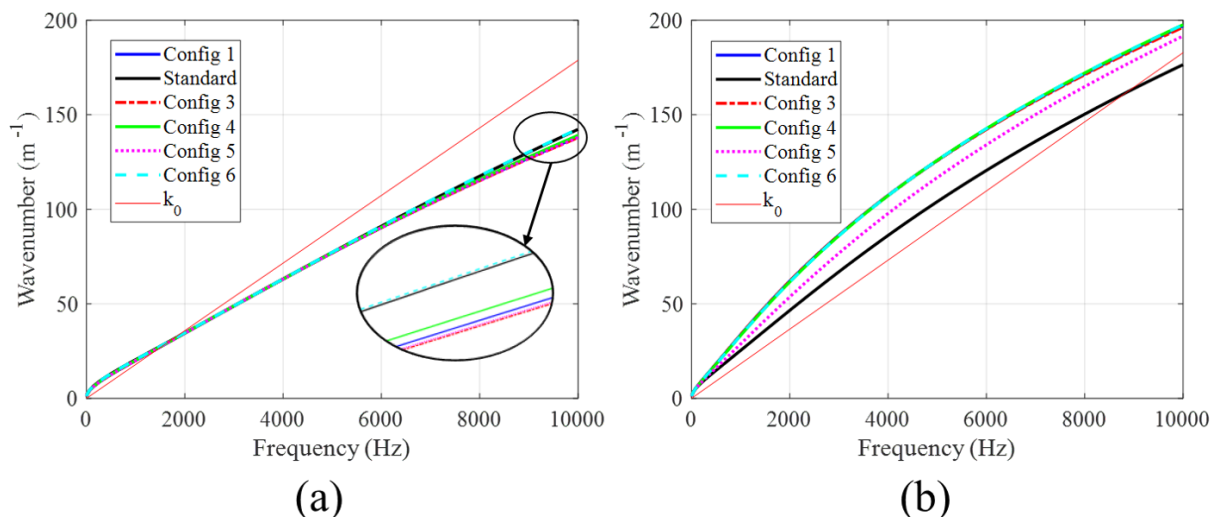 200
150
100
50
0
Wavenumber (m⁻¹)
Config 1
Standard
Config 3
Config 4
Config 5
Config 6
k₀
0 2000 4000 6000 8000 10000
Frequency (Hz)
(a)
200
150
100
50
0
Wavenumber (m⁻¹)
Config 1
Standard
Config 3
Config 4
Config 5
Config 6
k₀
0 2000 4000 6000 8000 10000
Frequency (Hz)
(b)